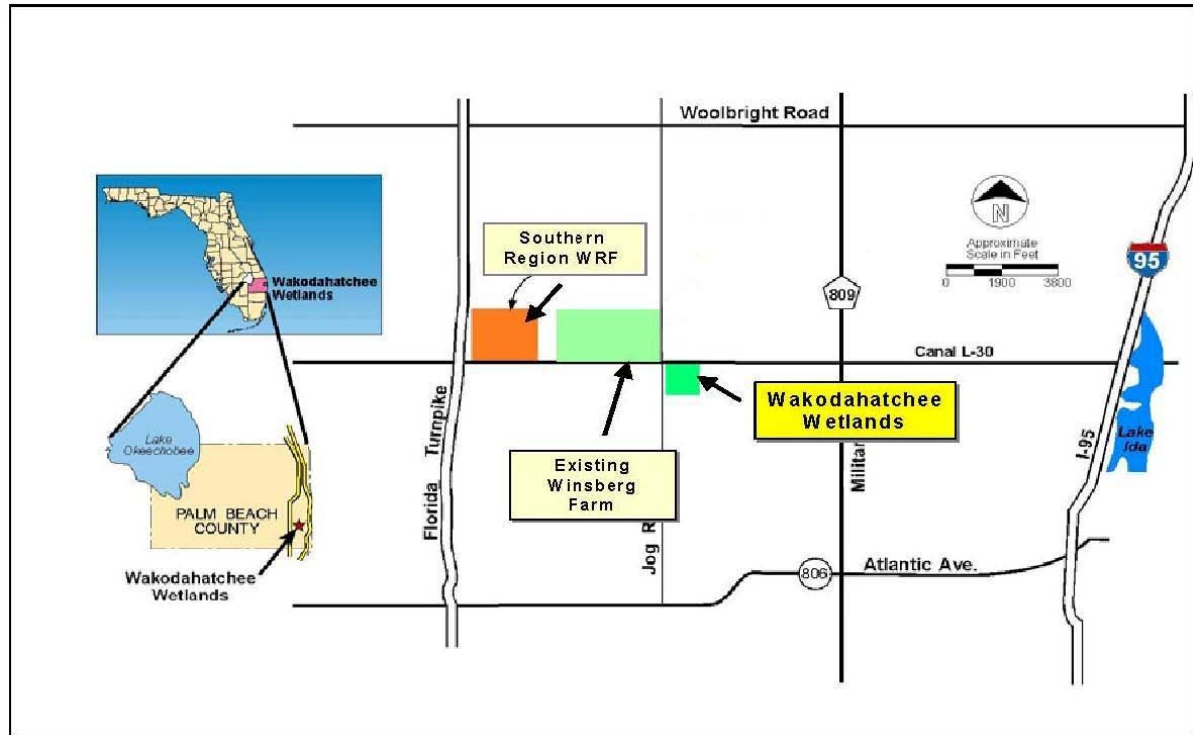 Woolbright Road
Wakodahatchee
Wetlands
Southern
Region WRF
N
Approximate
Scale in Feet
0 1900 3800
95
809
Canal L-30
Wakodahatchee
Wetlands
Lake
Okeechobee
Florida Turnpike
Existing
Winsberg
Farm
I-95
Lake
Ida
PALM BEACH
COUNTY
Jog R
Militar
806
Atlantic Ave.
Wakodahatchee
Wetlands